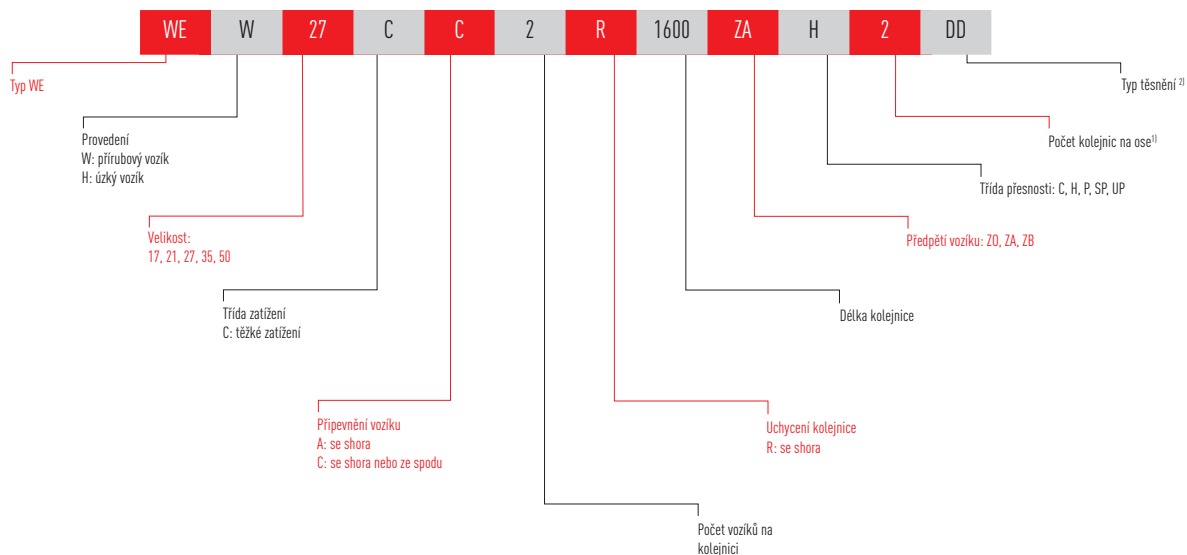 WE W 27 C C 2 R 1600 ZA H 2 DD
Typ WE
Typ těsnění ²⁾
Provedení
W: přírubový vozík
H: úzký vozík
Počet kolejnic na ose¹⁾
Třída přesnosti: C, H, P, SP, UP
Velikost:
17, 21, 27, 35, 50
Předpětí vozíku: Z0, ZA, ZB
Třída zatížení
C: těžké zatížení
Délka kolejnice
Připevnění vozíku
A: se shora
C: se shora nebo ze spodu
Uchycení kolejnice
R: se shora
Počet vozíků na
kolejnici